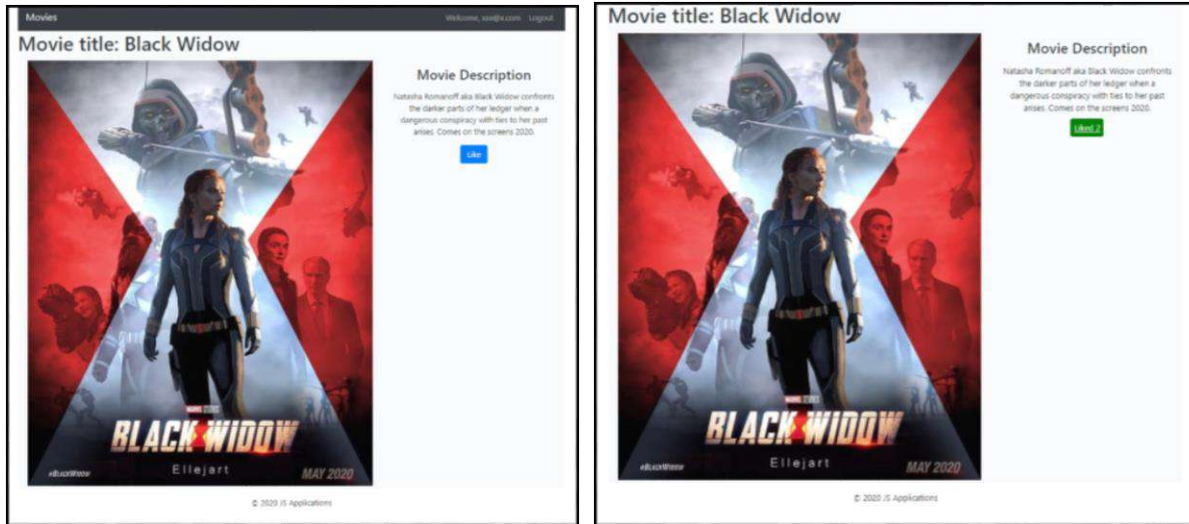 Movies
Welcome, xxx@x.com Logout
Movie title: Black Widow
Movie Description
Natasha Romanoff aka Black Widow confronts
the darker parts of her ledger when a
dangerous conspiracy with ties to her past
arises. Comes on the screens 2020.
Like
MARVEL STUDIOS
BLACK WIDOW
Ellejart
#BLACKWIDOW
MAY 2020
© 2020 JS Applications
Movie title: Black Widow
Movie Description
Natasha Romanoff aka Black Widow confronts
the darker parts of her ledger when a
dangerous conspiracy with ties to her past
arises. Comes on the screens 2020.
Liked 2
MARVEL STUDIOS
BLACK WIDOW
Ellejart
#BLACKWIDOW
MAY 2020
© 2020 JS Applications